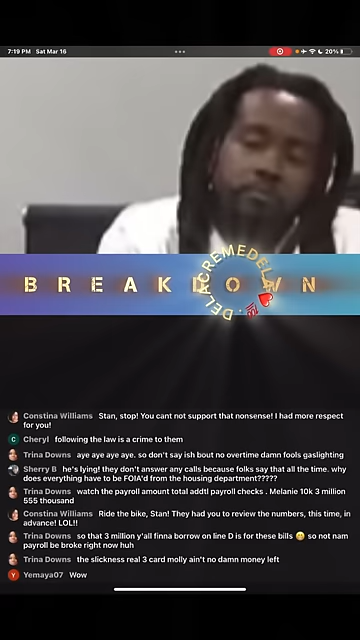 7:19 PM Sat Mar 16
20%
BREAKDOWN
CREMEDELA DELA
Constina Williams Stan, stop! You cant not support that nonsense! I had more respect
for you!
C Cheryl following the law is a crime to them
Trina Downs aye aye aye aye. so don't say ish bout no overtime damn fools gaslighting
Sherry B he's lying! they don't answer any calls because folks say that all the time. why
does everything have to be FOIA'd from the housing department?????
Trina Downs watch the payroll amount total addtl payroll checks . Melanie 10k 3 million
555 thousand
Constina Williams Ride the bike, Stan! They had you to review the numbers, this time, in
advance! LOL!!
Trina Downs so that 3 million y'all finna borrow on line D is for these bills 😄 so not nam
payroll be broke right now huh
Trina Downs the slickness real 3 card molly ain't no damn money left
Y Yemaya07 Wow